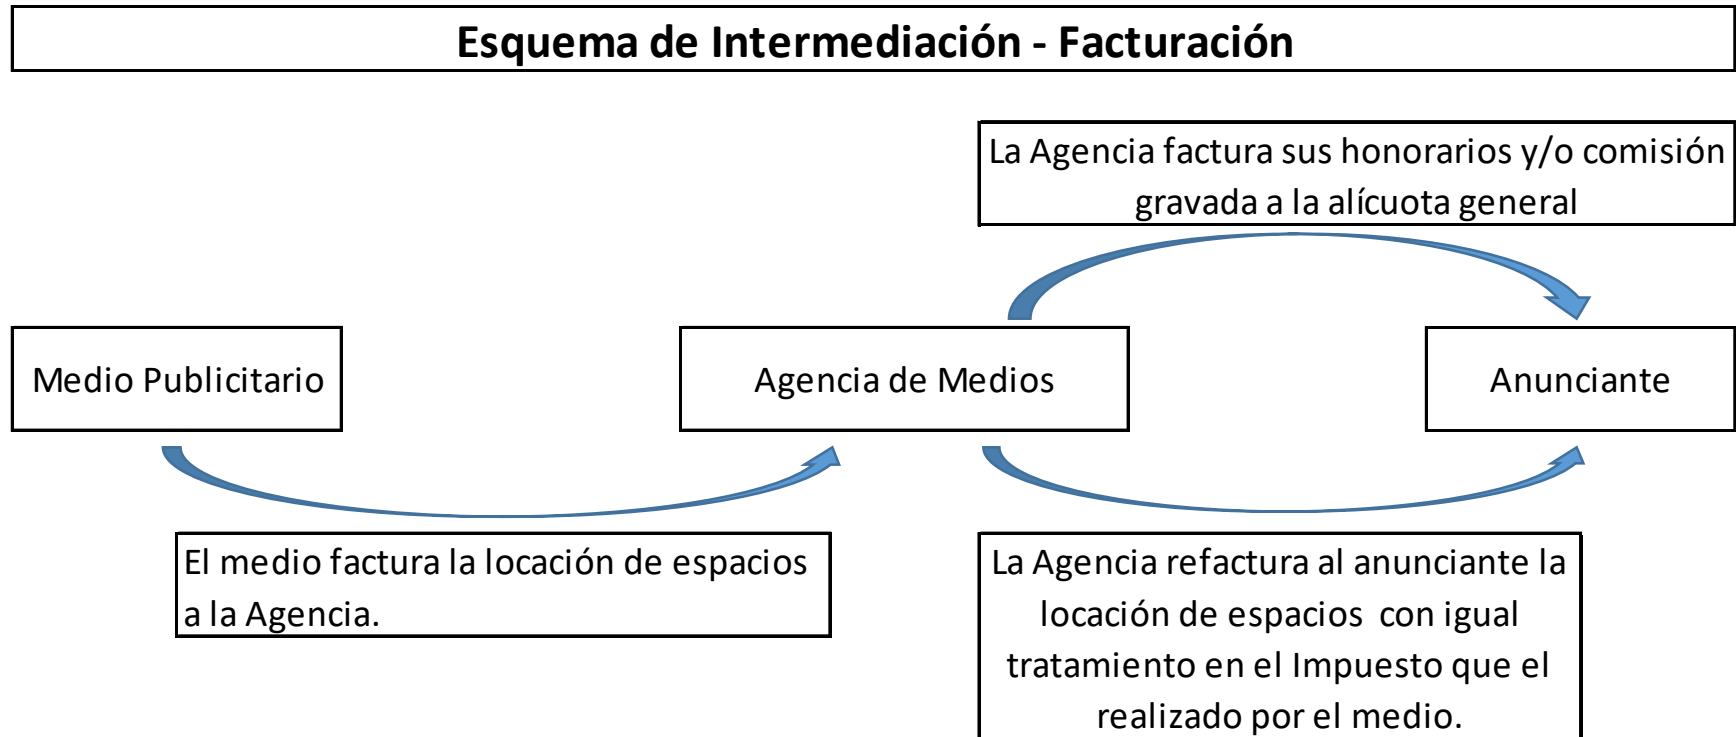 Esquema de Intermediación - Facturación
La Agencia factura sus honorarios y/o comisión
gravada a la alícuota general
Medio Publicitario
Agencia de Medios
Anunciante
El medio factura la locación de espacios
a la Agencia.
La Agencia refactura al anunciante la
locación de espacios con igual
tratamiento en el Impuesto que el
realizado por el medio.